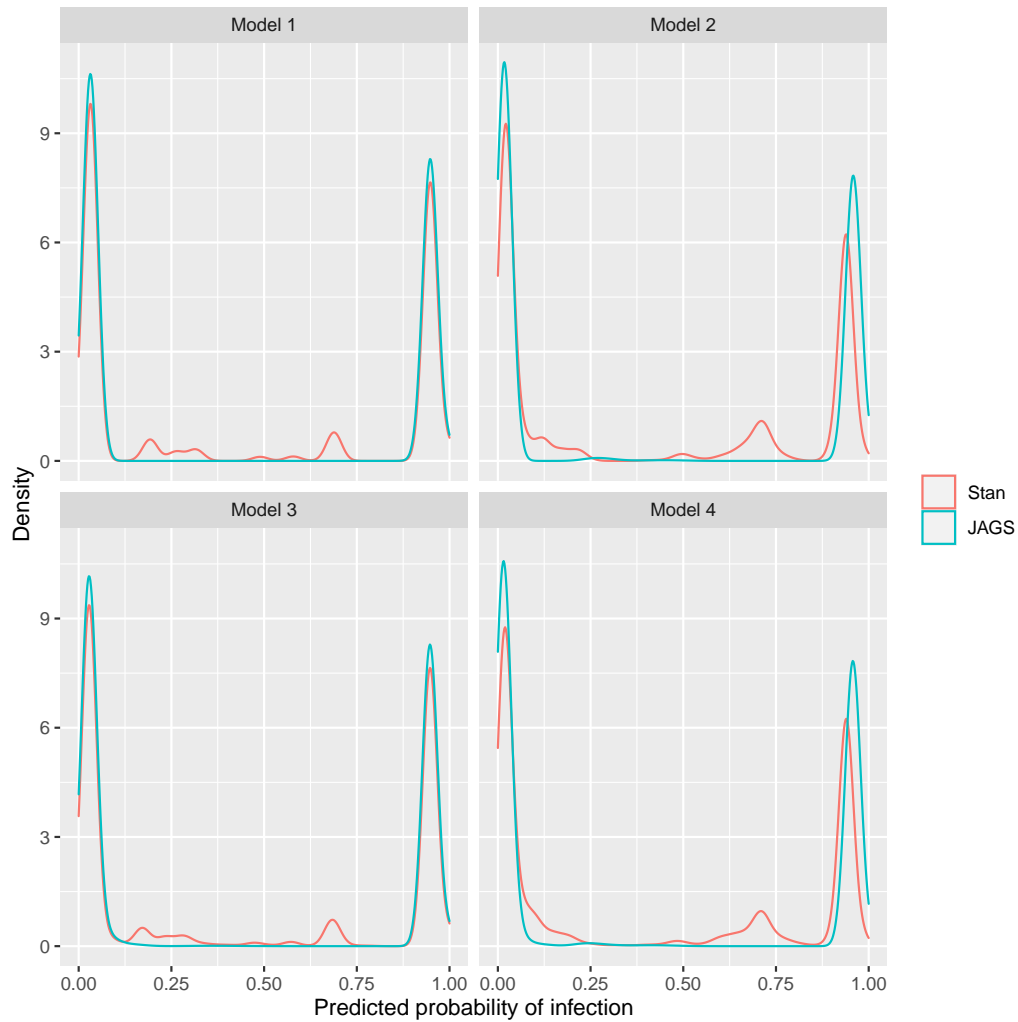 Model 1
Model 2
9
6
3
0
Model 3
Model 4
9
6
3
0
0.00 0.25 0.50 0.75 1.00
0.00 0.25 0.50 0.75 1.00
Predicted probability of infection
Density
Stan
JAGS